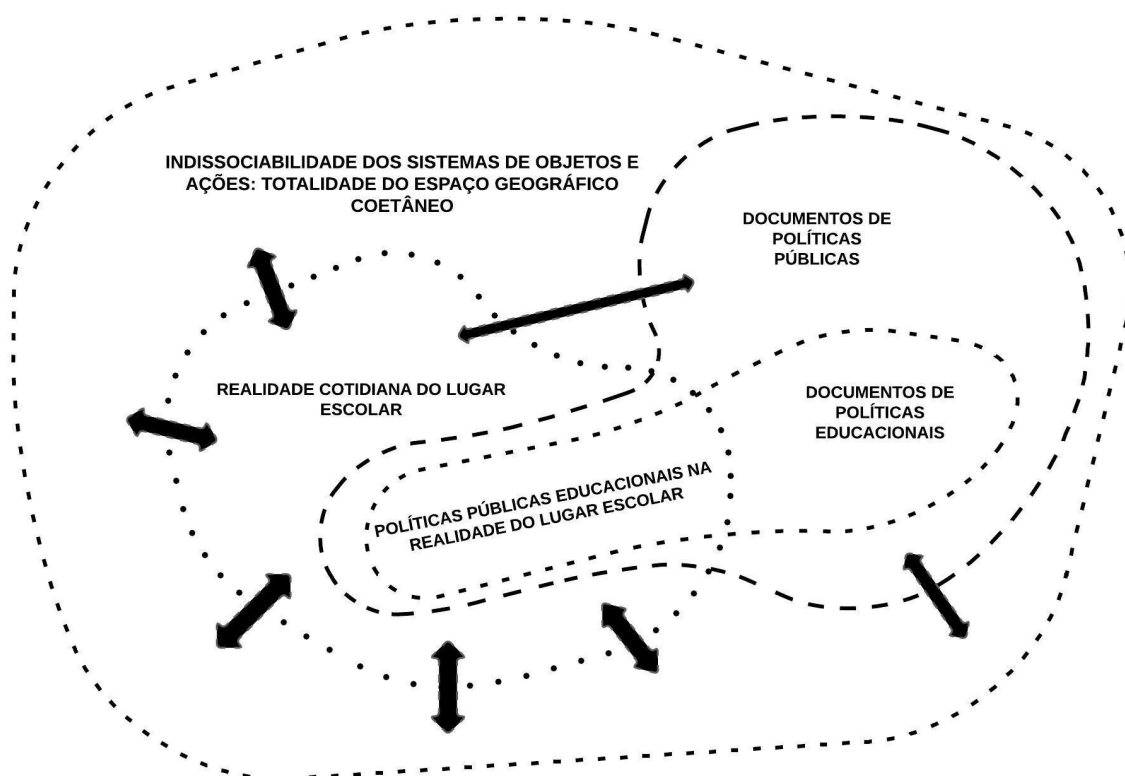 INDISSOCIABILIDADE DOS SISTEMAS DE OBJETOS E
AÇÕES: TOTALIDADE DO ESPAÇO GEOGRÁFICO
COETÂNEO
DOCUMENTOS DE
POLÍTICAS
PÚBLICAS
REALIDADE COTIDIANA DO LUGAR
ESCOLAR
DOCUMENTOS DE
POLÍTICAS
EDUCACIONAIS
POLÍTICAS PÚBLICAS EDUCACIONAIS NA
REALIDADE DO LUGAR ESCOLAR